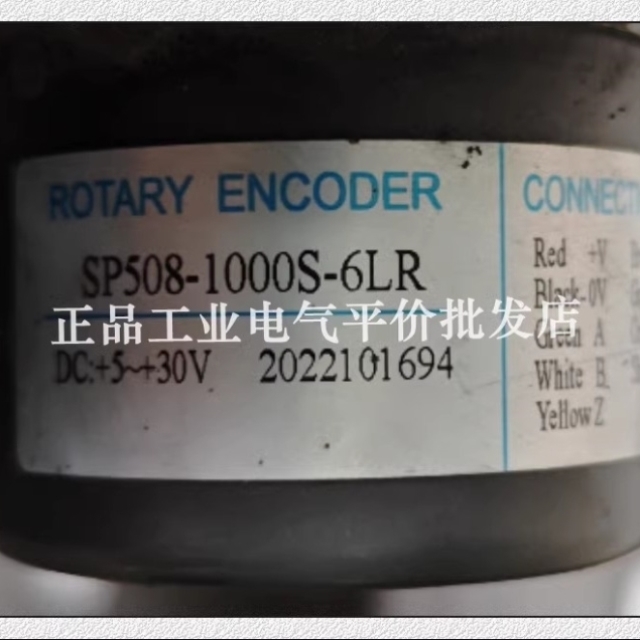 ROTARY ENCODER
SP508-1000S-6LR
DC:+5~+30V 2022101694
CONNECTI
Red +V
Black-0V
Green A
White B
Yellow Z
正品工业电气平价批发店